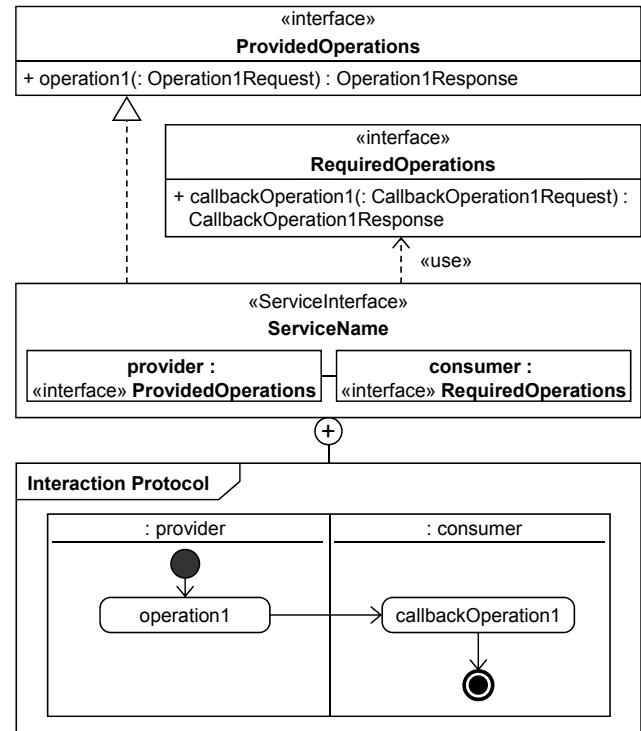 «interface»
ProvidedOperations
+ operation1(: Operation1Request) : Operation1Response
«interface»
RequiredOperations
+ callbackOperation1(: CallbackOperation1Request) :
CallbackOperation1Response
«use»
«ServiceInterface»
ServiceName
provider :
«interface» ProvidedOperations
consumer :
«interface» RequiredOperations
+
Interaction Protocol
: provider
: consumer
operation1
callbackOperation1